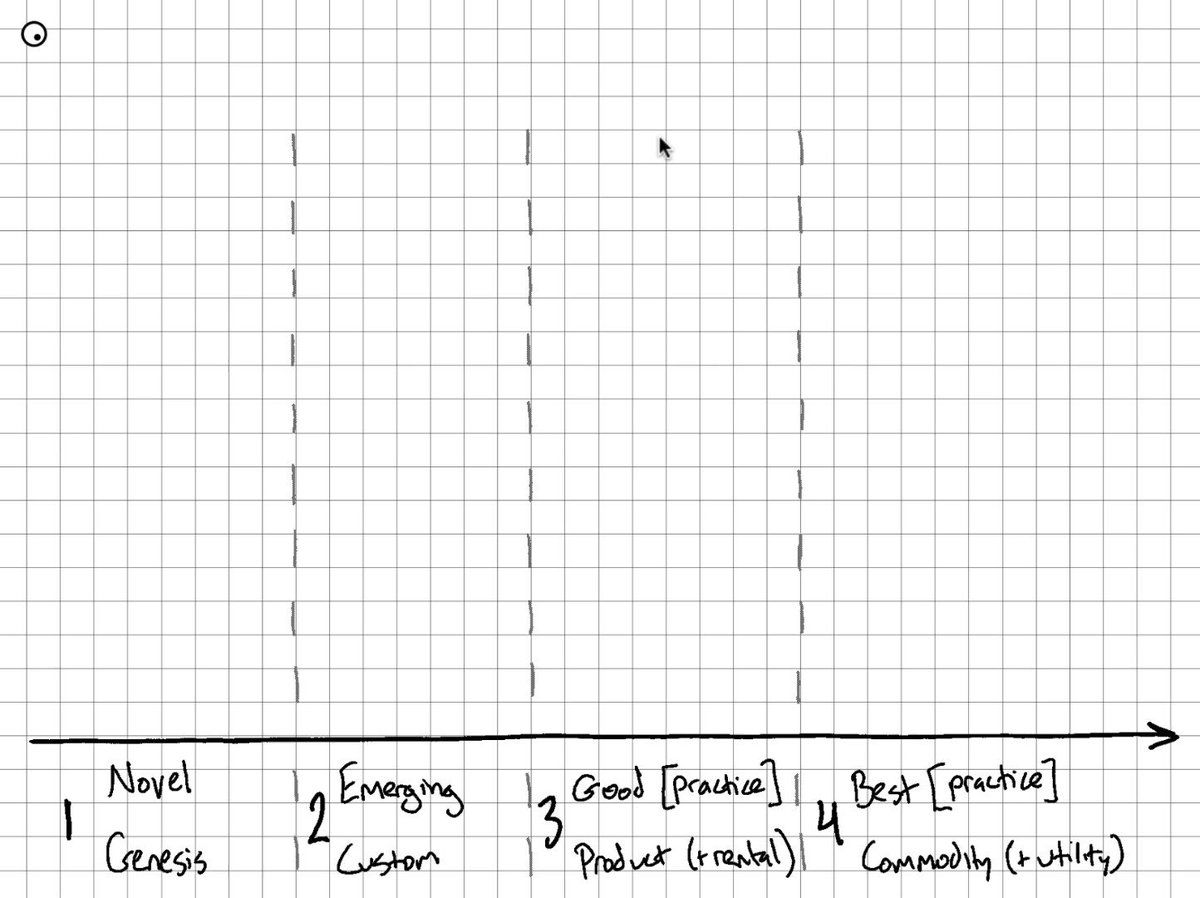 1 Novel
Genesis
2 Emerging
Custom
3 Good [practice]
Product (+rental)
4 Best [practice]
Commodity (+utility)